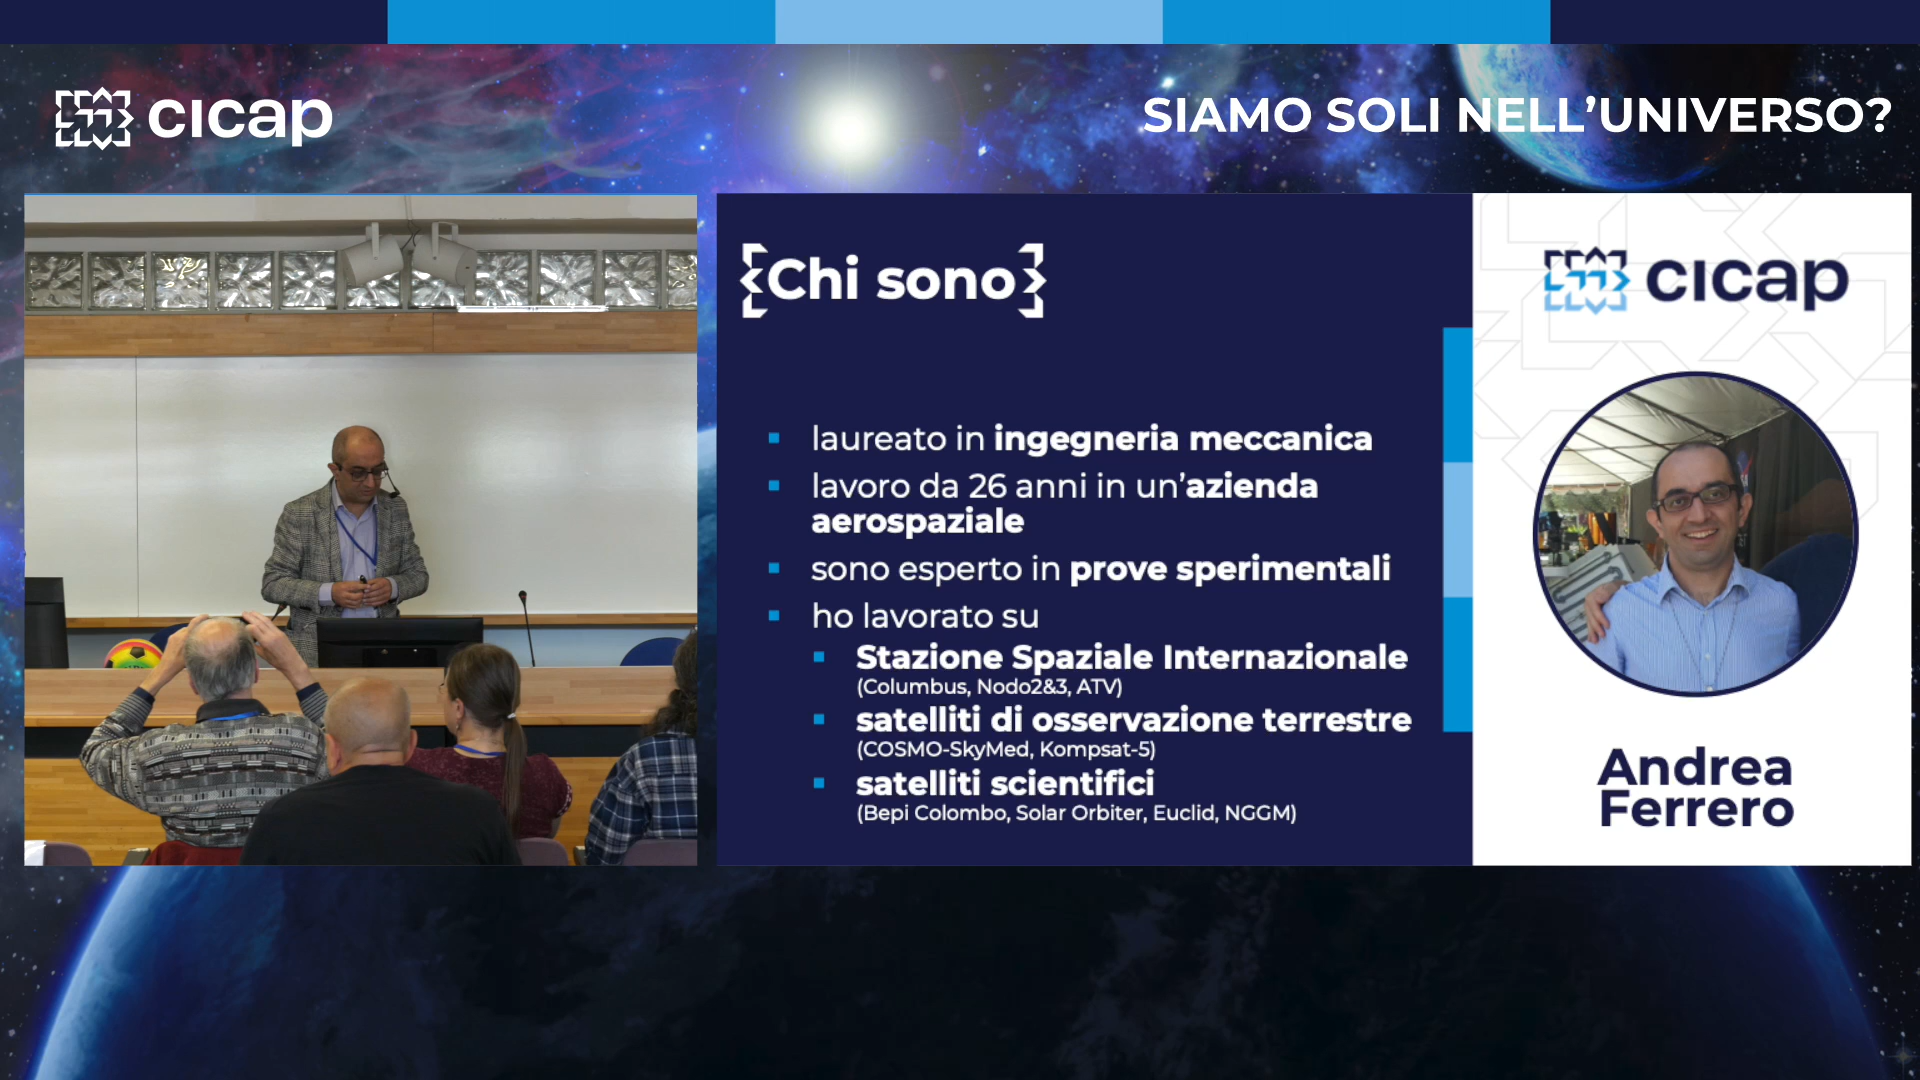 cicap
SIAMO SOLI NELL’UNIVERSO?
Chi sono
cicap
laureato in ingegneria meccanica
lavoro da 26 anni in un’azienda
aerospaziale
sono esperto in prove sperimentali
ho lavorato su
Stazione Spaziale Internazionale
(Columbus, Nodo2&3, ATV)
satelliti di osservazione terrestre
(COSMO-SkyMed, Kompsat-5)
satelliti scientifici
(Bepi Colombo, Solar Orbiter, Euclid, NGGM)
Andrea
Ferrero